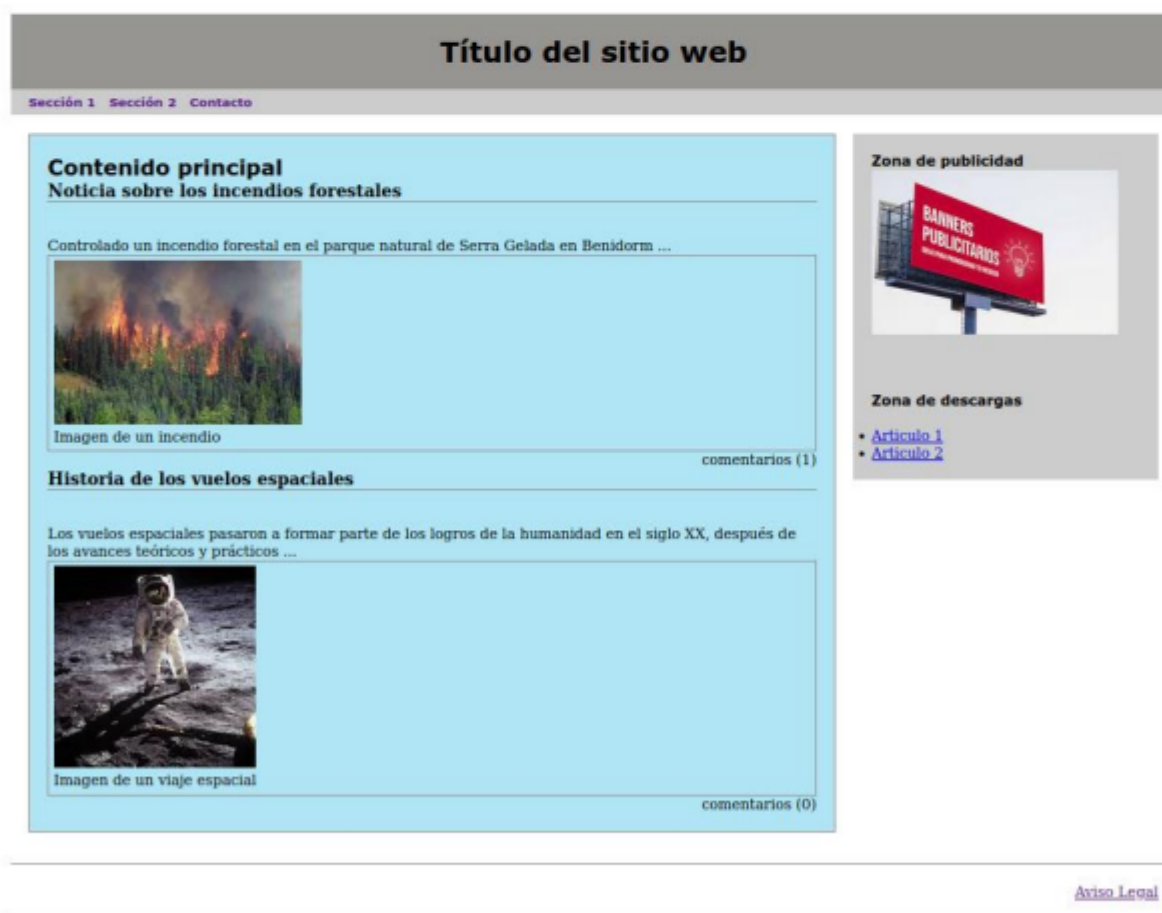 Título del sitio web
Sección 1 Sección 2 Contacto
Contenido principal
Noticia sobre los incendios forestales
Controlado un incendio forestal en el parque natural de Serra Gelada en Benidorm ...
Imagen de un incendio
comentarios (1)
Historia de los vuelos espaciales
Los vuelos espaciales pasaron a formar parte de los logros de la humanidad en el siglo XX, después de
los avances teóricos y prácticos ...
Imagen de un viaje espacial
comentarios (0)
Zona de publicidad
BANNERS
PUBLICITARIOS
Zona de descargas
Articulo 1
Articulo 2
Aviso Legal